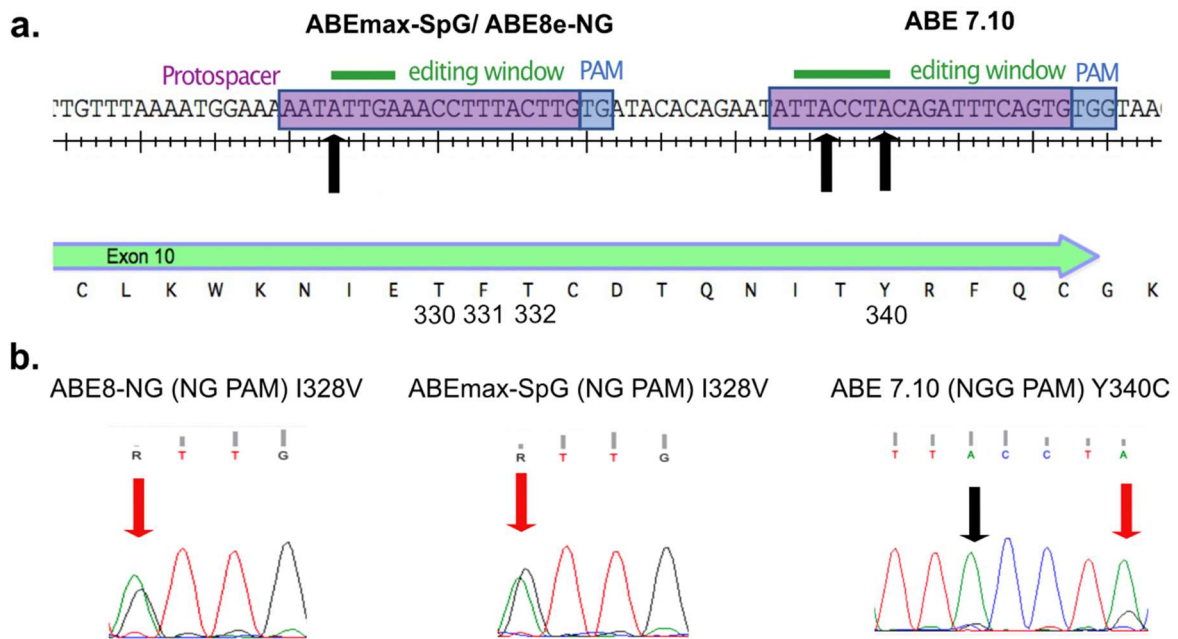 a.
ABEmax-SpG/ ABE8e-NG ABE 7.10
Protospacer editing window PAM editing window PAM
TGTTTAAAATGGAAAAATATTGAAACCTTTACTTGTGATACACAGAATATTACCTACAGATTTCAGTGTGGTAA
Exon 10
C L K W K N I E T F T C D T Q N I T Y R F Q C G K
330 331 332 340
b.
ABE8-NG (NG PAM) I328V ABEmax-SpG (NG PAM) I328V ABE 7.10 (NGG PAM) Y340C
R T T G R T T G T T A C C T A